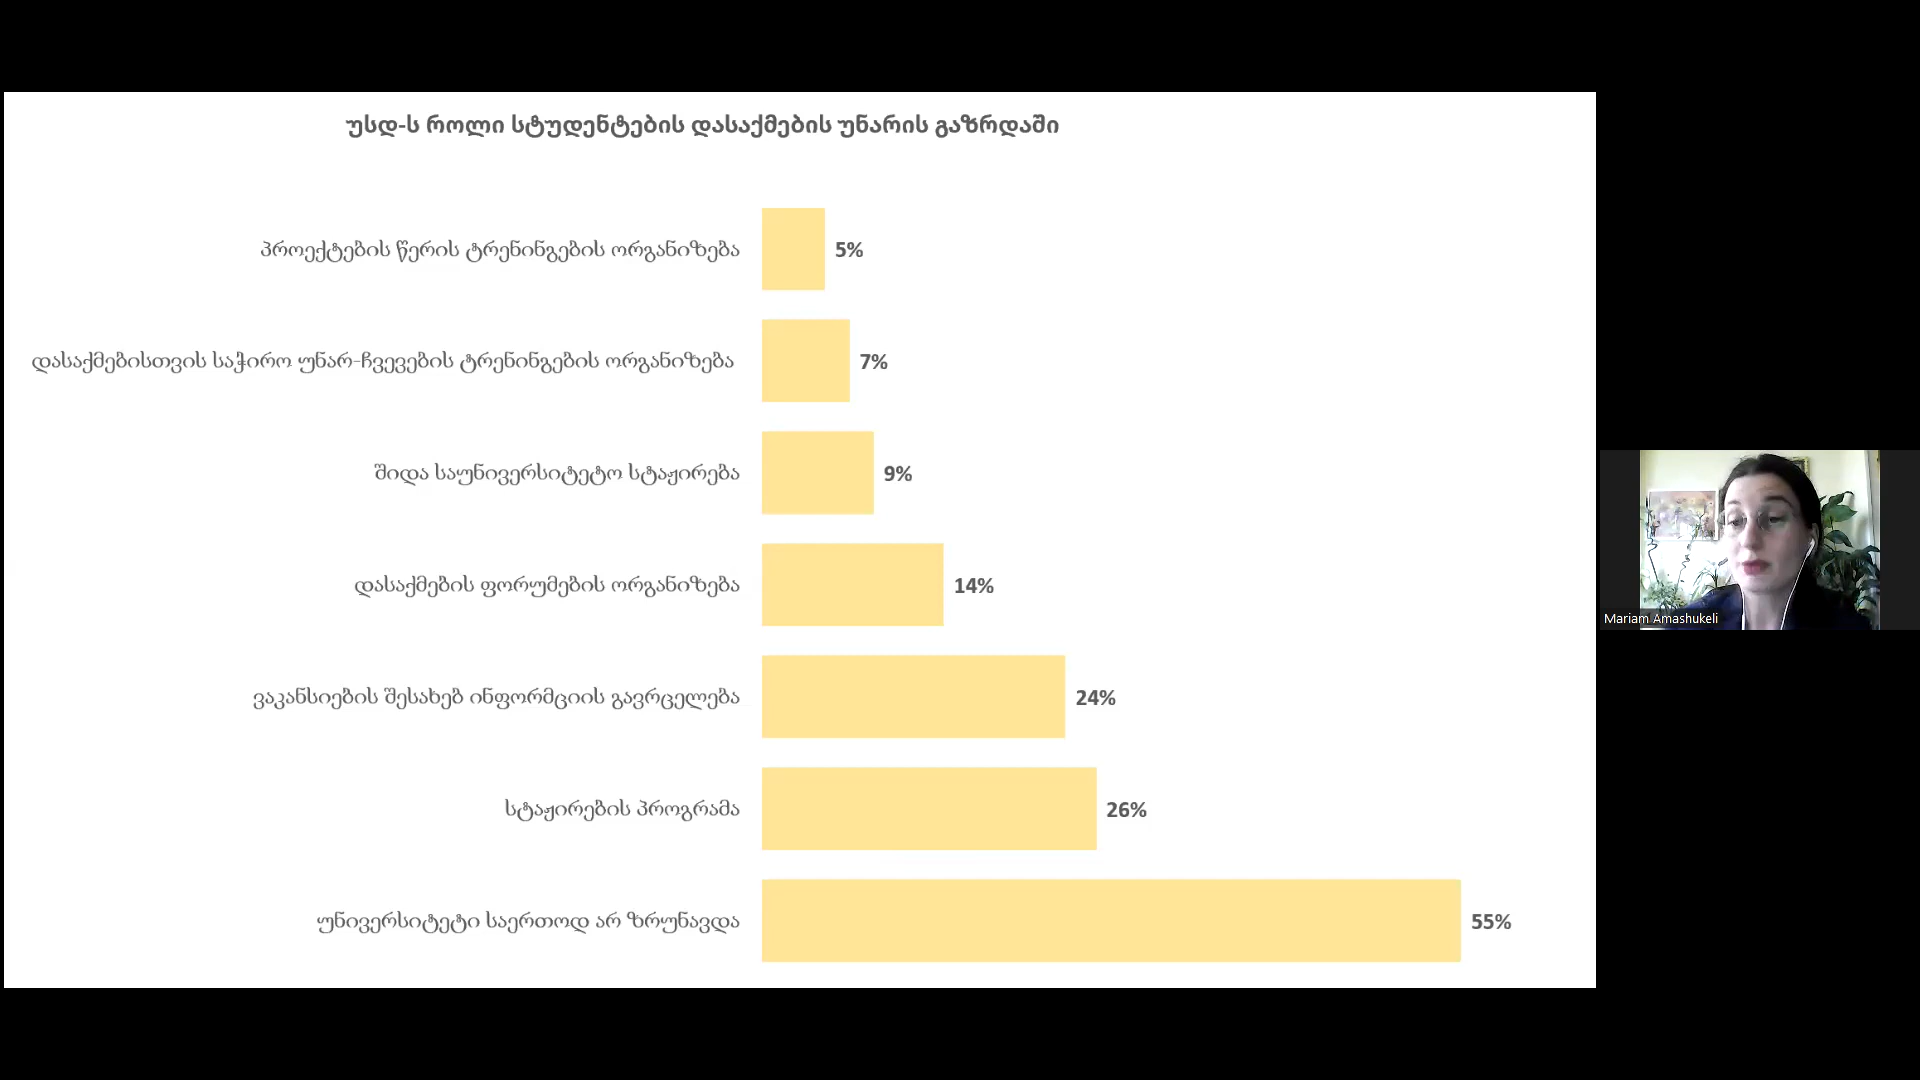 უსდ-ს როლი სტუდენტების დასაქმების უნარის გაზრდაში
პროექტების წერის ტრენინგების ორგანიზება
5%
დასაქმებისთვის საჭირო უნარ-ჩვევების ტრენინგების ორგანიზება
7%
შიდა საუნივერსიტეტო სტაჟირება
9%
დასაქმების ფორუმების ორგანიზება
14%
ვაკანსიების შესახებ ინფორმციის გავრცელება
24%
სტაჟირების პროგრამა
26%
უნივერსიტეტი საერთოდ არ ზრუნავდა
55%
Mariam Amashukeli